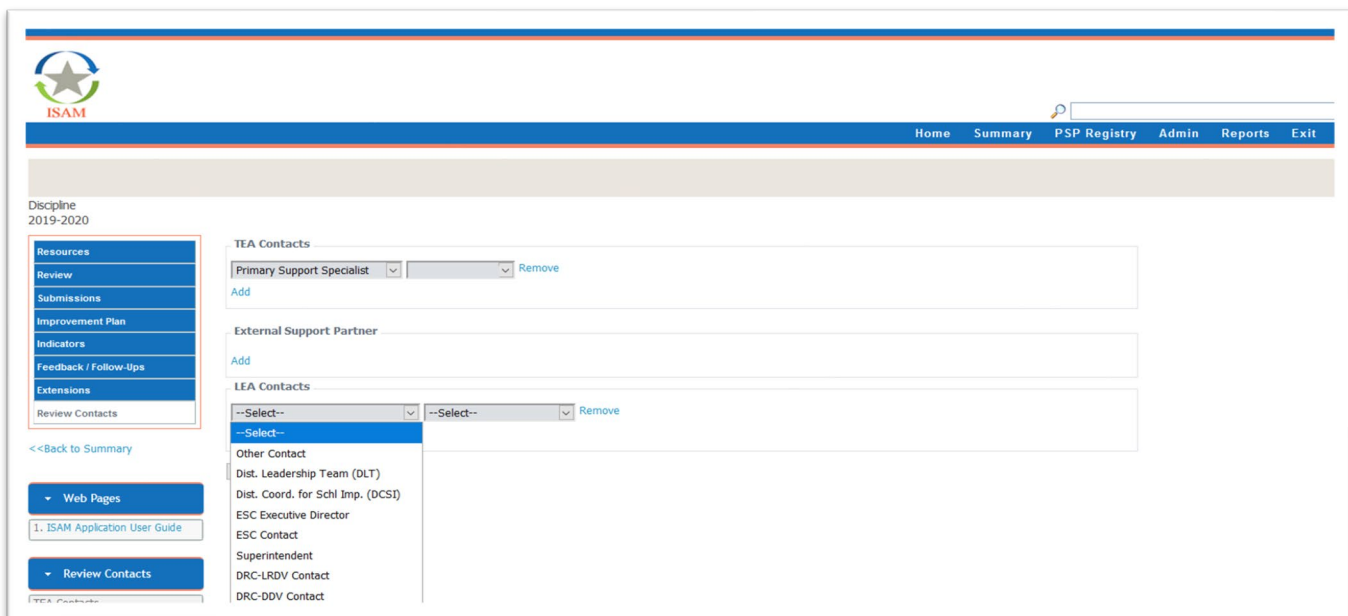 ISAM
Home Summary PSP Registry Admin Reports Exit
Discipline
2019-2020
Resources
Review
Submissions
Improvement Plan
Indicators
Feedback / Follow-Ups
Extensions
Review Contacts
<<Back to Summary
Web Pages
1. ISAM Application User Guide
Review Contacts
TEA Contacts
TEA Contacts
Primary Support Specialist Remove
Add
External Support Partner
Add
LEA Contacts
--Select-- --Select-- Remove
--Select--
Other Contact
Dist. Leadership Team (DLT)
Dist. Coord. for Schl Imp. (DCSI)
ESC Executive Director
ESC Contact
Superintendent
DRC-LRDV Contact
DRC-DDV Contact